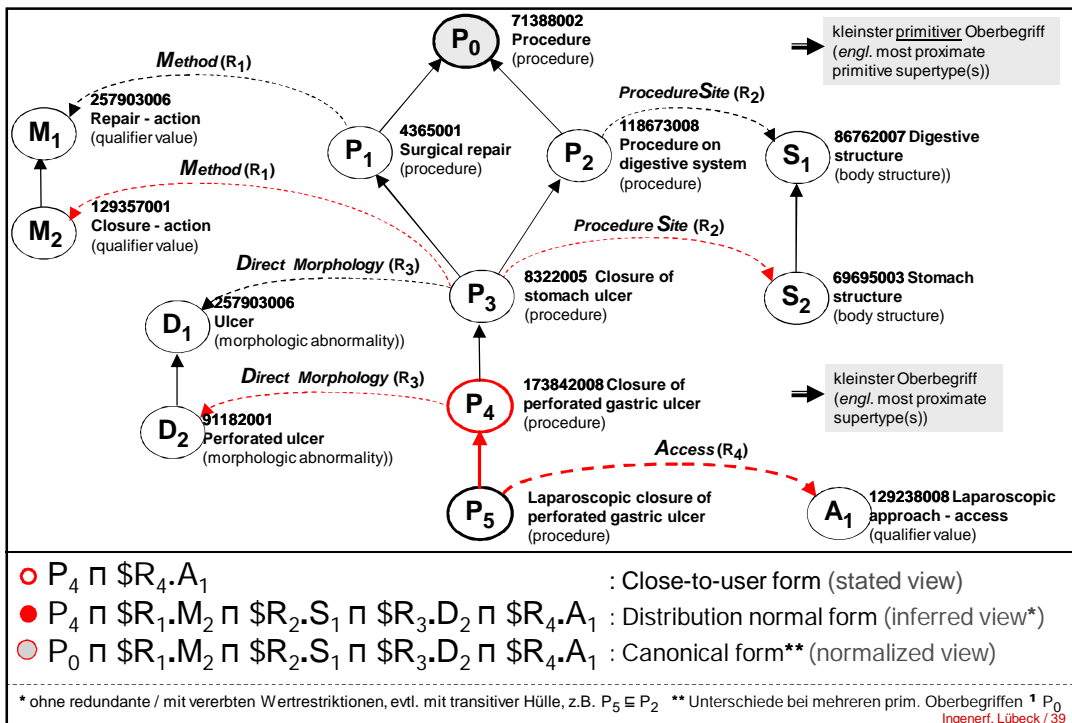 P0
71388002
Procedure
(procedure)
kleinster primitiver Oberbegriff
(engl. most proximate
primitive supertype(s))
Method (R1)
M1
257903006
Repair - action
(qualifier value)
P1
4365001
Surgical repair
(procedure)
P2
118673008
Procedure on
digestive system
(procedure)
Procedure Site (R2)
S1
86762007 Digestive
structure
(body structure))
Method (R1)
M2
129357001
Closure - action
(qualifier value)
Procedure Site (R2)
Direct Morphology (R3)
P3
8322005 Closure of
stomach ulcer
(procedure)
S2
69695003 Stomach
structure
(body structure)
D1
257903006
Ulcer
(morphologic abnormality))
Direct Morphology (R3)
P4
173842008 Closure of
perforated gastric ulcer
(procedure)
kleinster Oberbegriff
(engl. most proximate
supertype(s))
D2
91182001
Perforated ulcer
(morphologic abnormality))
Access (R4)
P5
Laparoscopic closure of
perforated gastric ulcer
(procedure)
A1
129238008 Laparoscopic
approach - access
(qualifier value)
P4 ⊓ $R4.A1 : Close-to-user form (stated view)
P4 ⊓ $R1.M2 ⊓ $R2.S1 ⊓ $R3.D2 ⊓ $R4.A1 : Distribution normal form (inferred view*)
P0 ⊓ $R1.M2 ⊓ $R2.S1 ⊓ $R3.D2 ⊓ $R4.A1 : Canonical form** (normalized view)
* ohne redundante / mit vererbten Wertrestriktionen, evtl. mit transitiver Hülle, z.B. P5 ⊑ P2 ** Unterschiede bei mehreren prim. Oberbegriffen ¹ P0
Ingenerf, Lübeck / 39